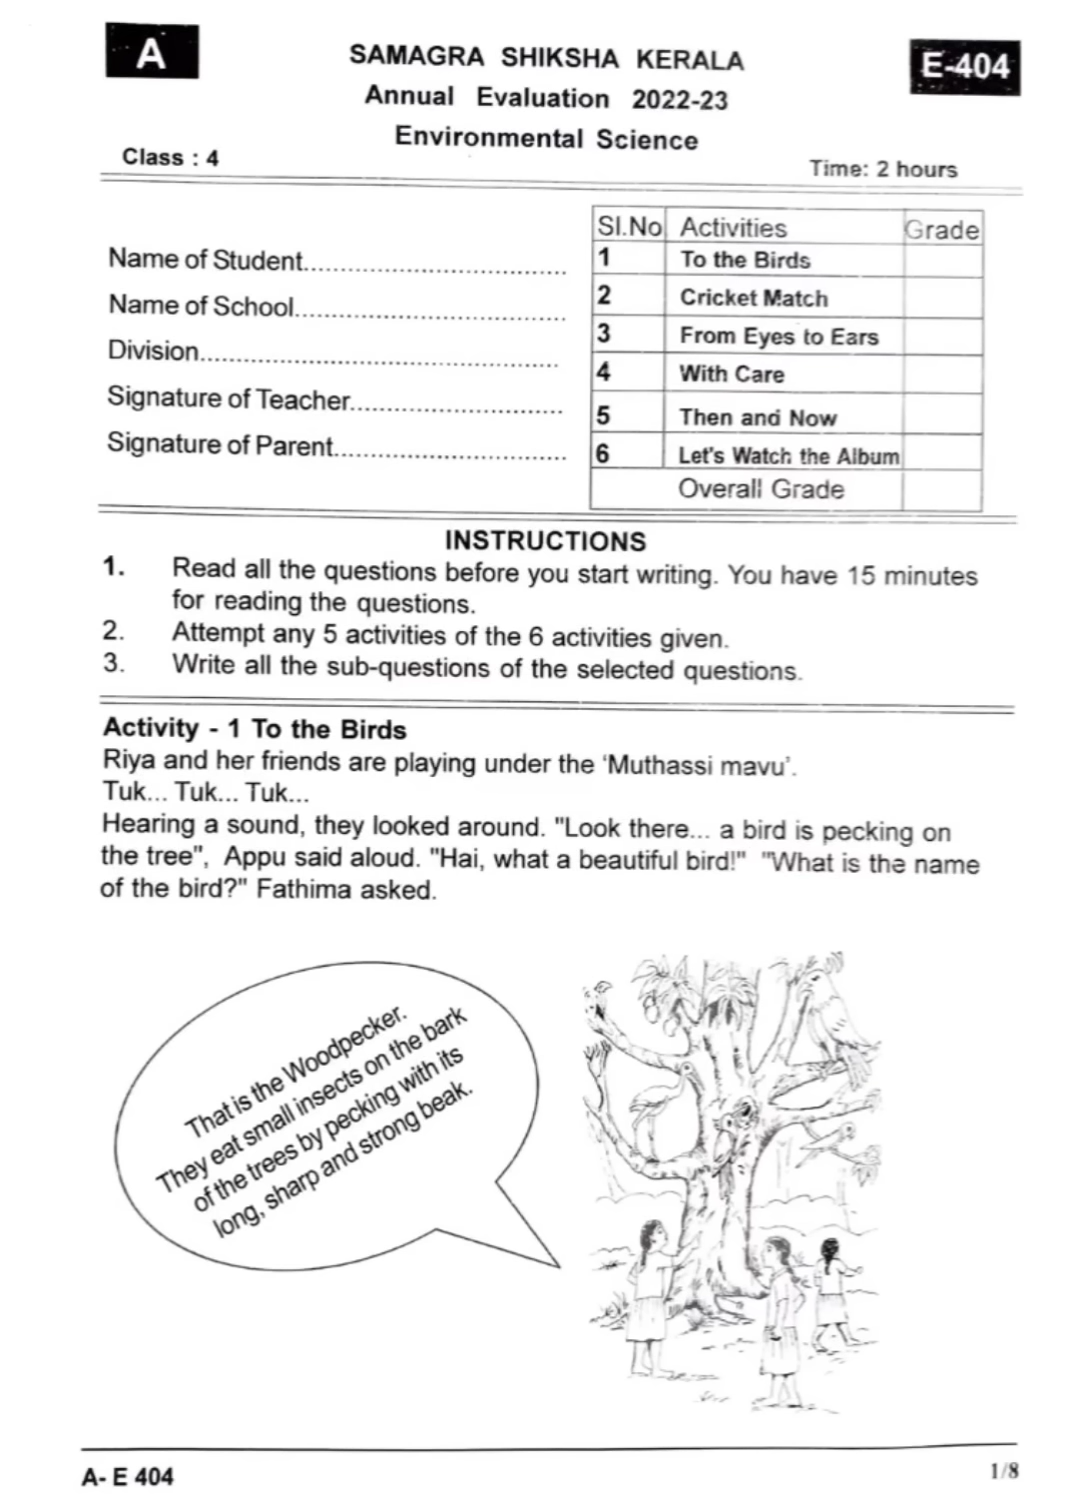 A
SAMAGRA SHIKSHA KERALA
E-404
Annual Evaluation 2022-23
Environmental Science
Class : 4
Time: 2 hours
Sl.No Activities Grade
Name of Student..........................................
1 To the Birds
Name of School...........................................
2 Cricket Match
Division........................................................
3 From Eyes to Ears
Signature of Teacher..................................
4 With Care
Signature of Parent.....................................
5 Then and Now
6 Let's Watch the Album
Overall Grade
INSTRUCTIONS
1. Read all the questions before you start writing. You have 15 minutes
for reading the questions.
2. Attempt any 5 activities of the 6 activities given.
3. Write all the sub-questions of the selected questions.
Activity - 1 To the Birds
Riya and her friends are playing under the 'Muthassi mavu'.
Tuk... Tuk... Tuk...
Hearing a sound, they looked around. "Look there... a bird is pecking on
the tree", Appu said aloud. "Hai, what a beautiful bird!" "What is the name
of the bird?" Fathima asked.
That is the Woodpecker.
They eat small insects on the bark
of the trees by pecking with its
long, sharp and strong beak.
A- E 404
1/8